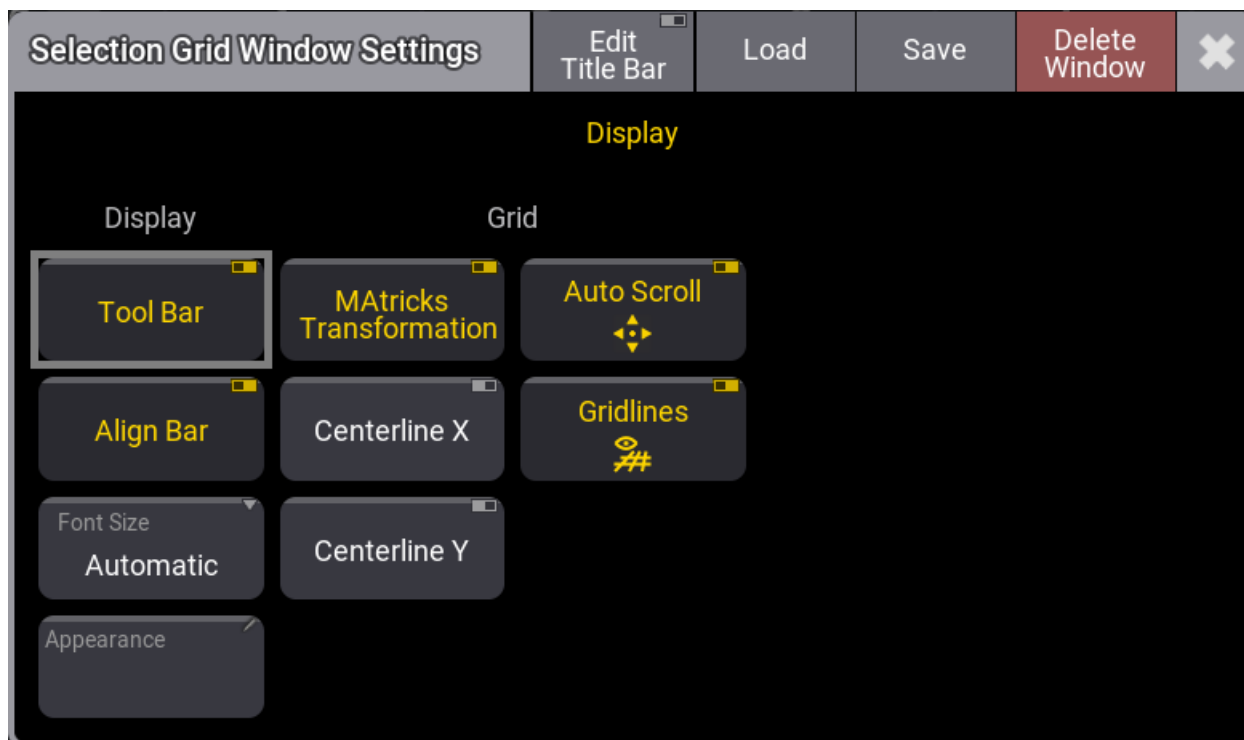 Selection Grid Window Settings
Edit
Title Bar
Load
Save
Delete
Window
Display
Display
Grid
Tool Bar
MAtricks
Transformation
Auto Scroll
Align Bar
Centerline X
Gridlines
Font Size
Automatic
Centerline Y
Appearance